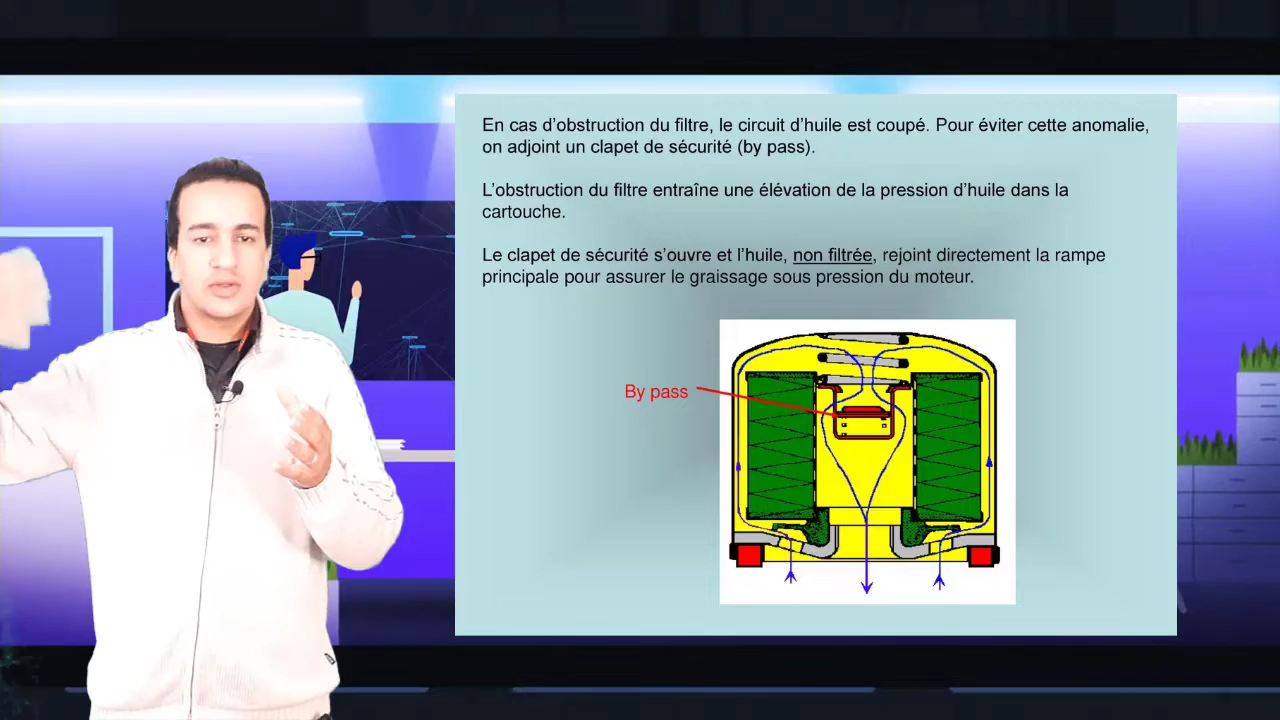 En cas d’obstruction du filtre, le circuit d’huile est coupé. Pour éviter cette anomalie,
on adjoint un clapet de sécurité (by pass).
L’obstruction du filtre entraîne une élévation de la pression d’huile dans la
cartouche.
Le clapet de sécurité s’ouvre et l’huile, non filtrée, rejoint directement la rampe
principale pour assurer le graissage sous pression du moteur.
By pass